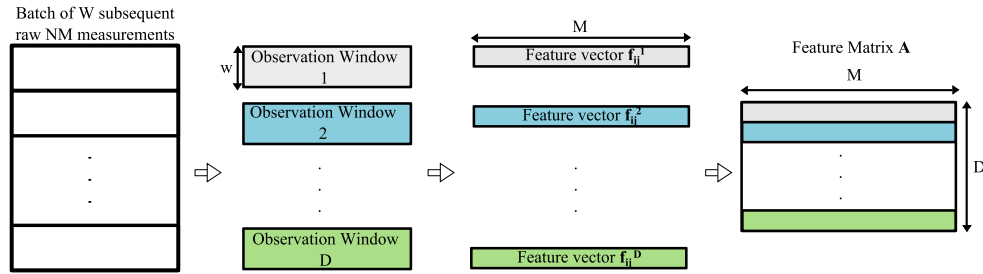 Batch of W subsequent
raw NM measurements
w
Observation Window
1
Observation Window
2
Observation Window
D
M
Feature vector f_ij^1
Feature vector f_ij^2
Feature vector f_ij^D
Feature Matrix A
M
D